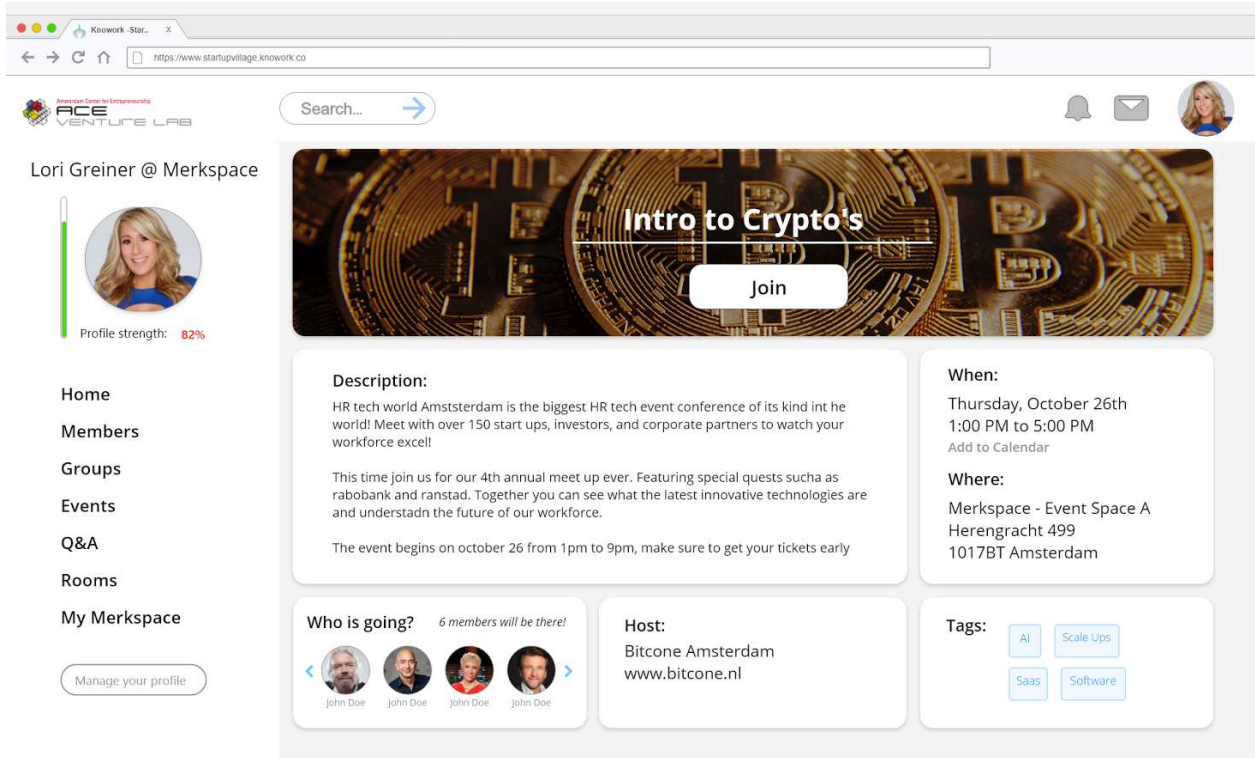 Knowork -Star.. X
https://www.startupvillage.knowork.co
Amsterdam Center for Entrepreneurship
ACE
VENTURE LAB
Search...
Lori Greiner @ Merkspace
Profile strength: 82%
Home
Members
Groups
Events
Q&A
Rooms
My Merkspace
Manage your profile
Intro to Crypto's
Join
Description:
HR tech world Amststerdam is the biggest HR tech event conference of its kind int he
world! Meet with over 150 start ups, investors, and corporate partners to watch your
workforce excel!
This time join us for our 4th annual meet up ever. Featuring special quests sucha as
rabobank and ranstad. Together you can see what the latest innovative technologies are
and understadn the future of our workforce.
The event begins on october 26 from 1pm to 9pm, make sure to get your tickets early
When:
Thursday, October 26th
1:00 PM to 5:00 PM
Add to Calendar
Where:
Merkspace - Event Space A
Herengracht 499
1017BT Amsterdam
Who is going? 6 members will be there!
John Doe John Doe John Doe John Doe
Host:
Bitcone Amsterdam
www.bitcone.nl
Tags:
AI Scale Ups
Saas Software